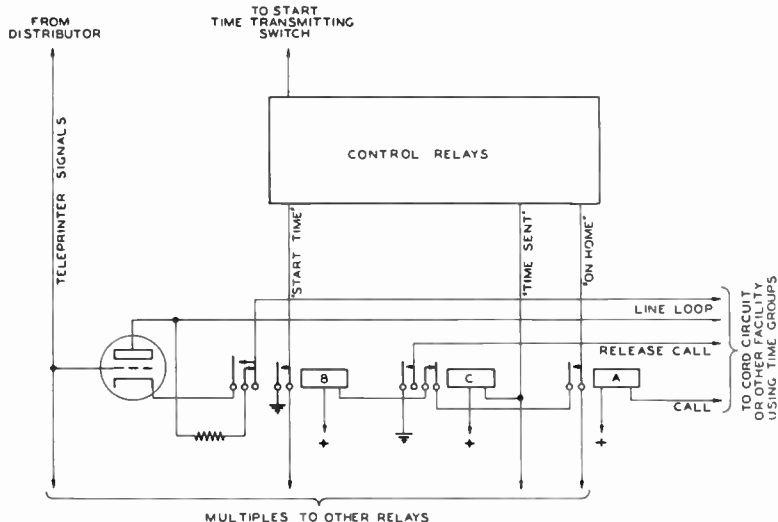 FROM
DISTRIBUTOR
TO START
TIME TRANSMITTING
SWITCH
CONTROL RELAYS
TELEPRINTER SIGNALS
"START TIME"
"TIME SENT"
"ON HOME"
LINE LOOP
RELEASE CALL
B
C
A
CALL
TO CORD CIRCUIT
OR OTHER FACILITY
USING TIME GROUPS
+
+
+
MULTIPLES TO OTHER RELAYS